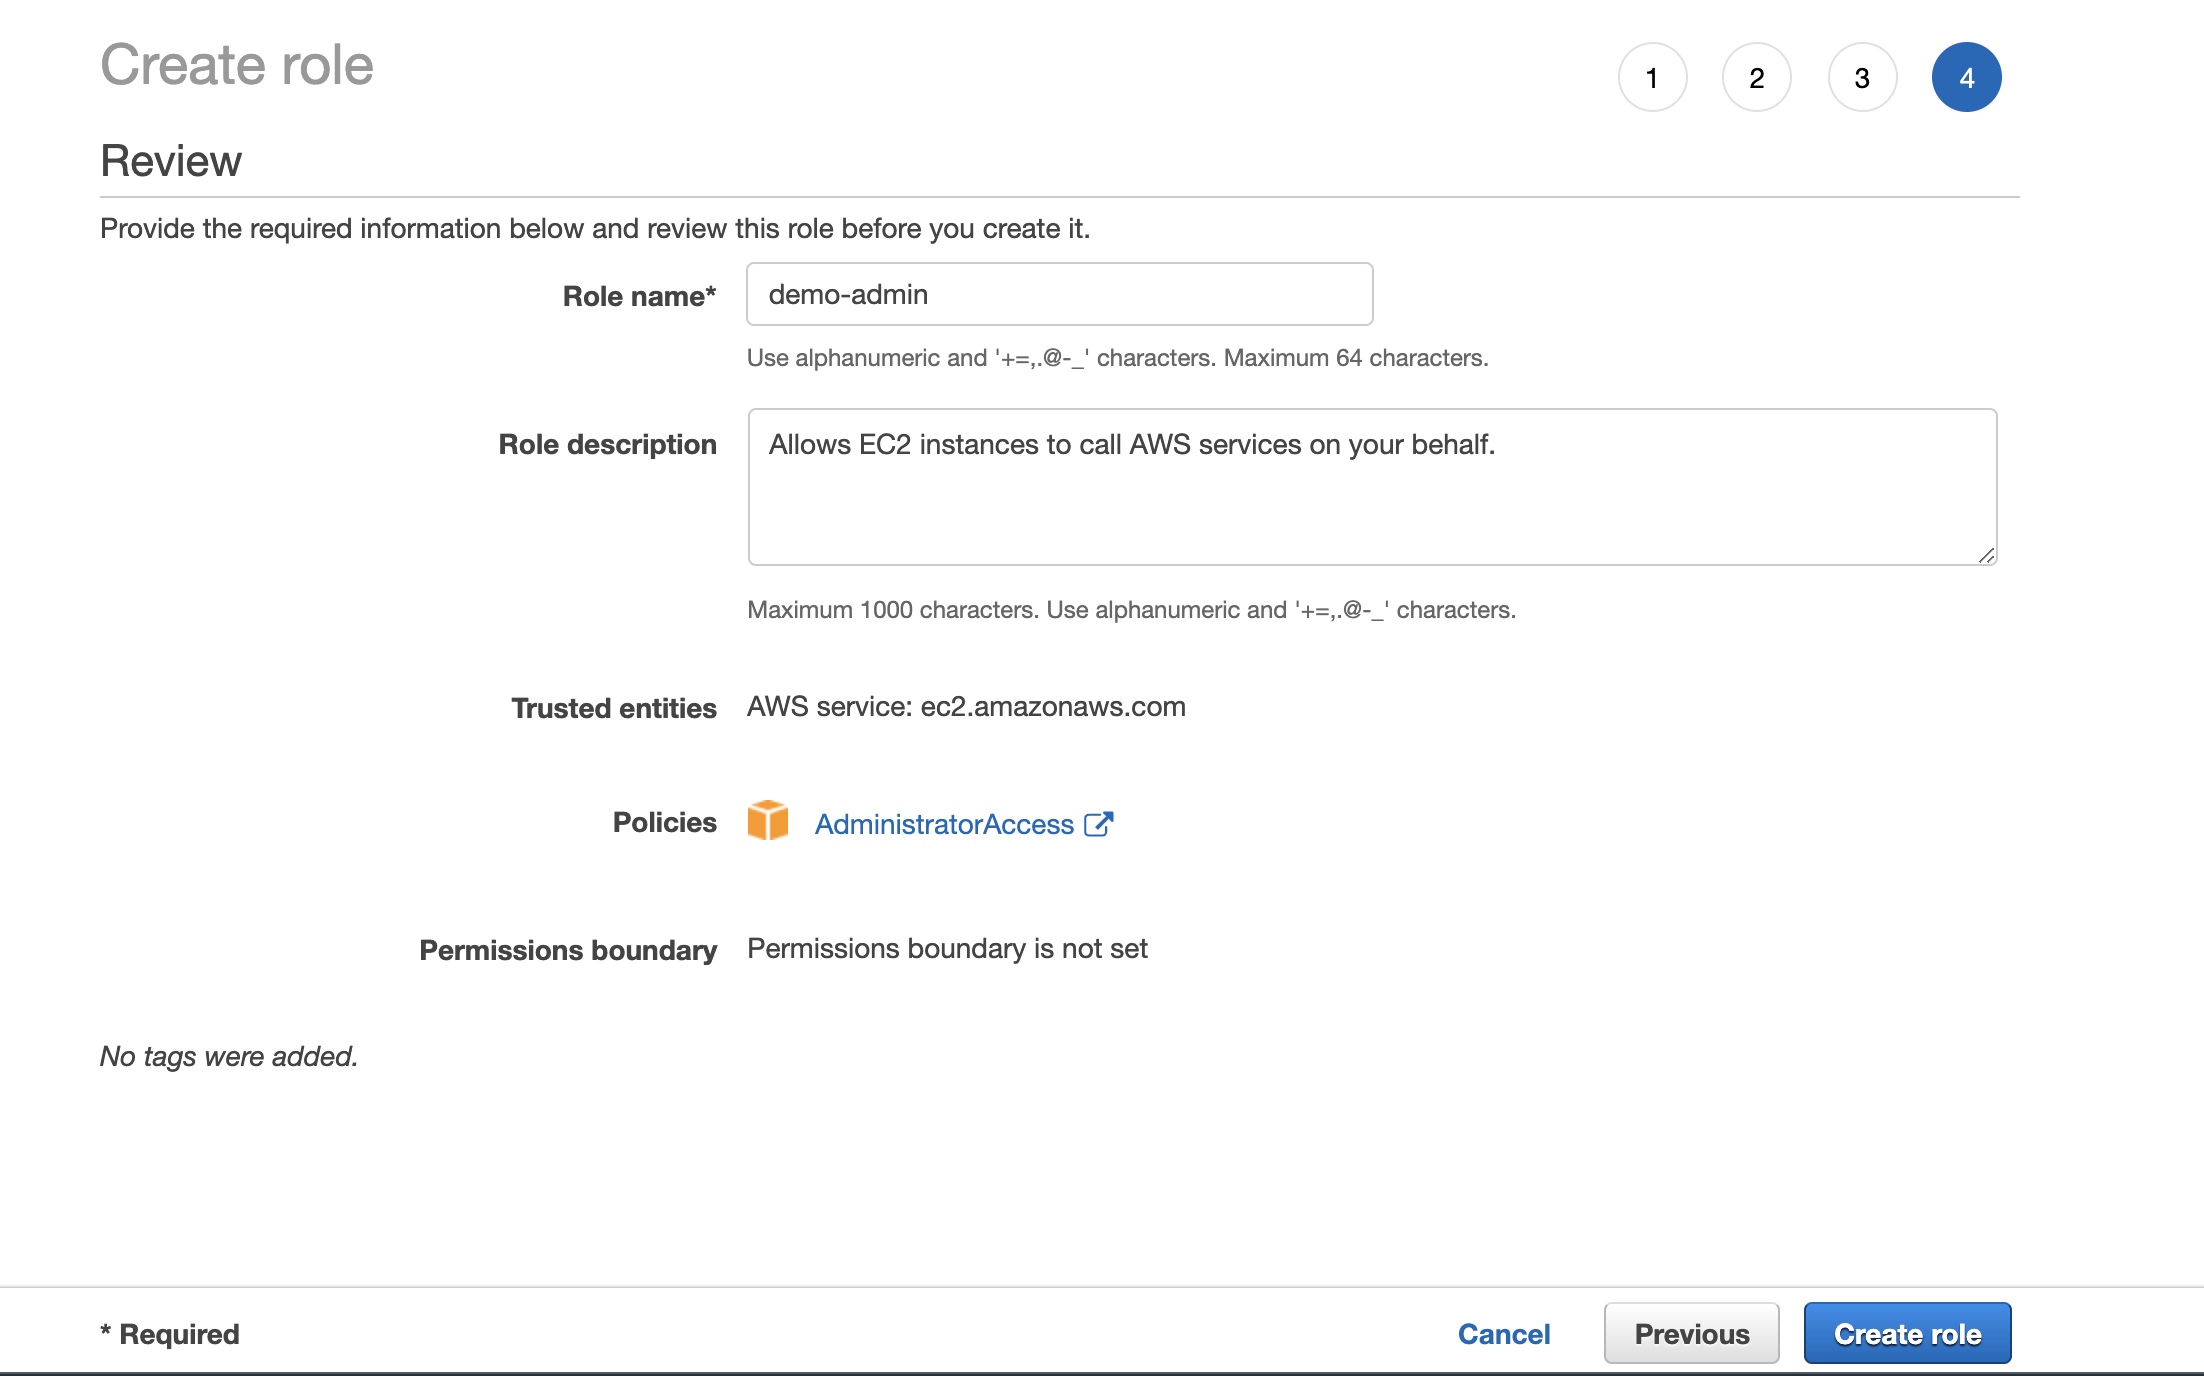 Create role
1 2 3 4
Review
Provide the required information below and review this role before you create it.
Role name* demo-admin
Use alphanumeric and '+=,.@-_' characters. Maximum 64 characters.
Role description Allows EC2 instances to call AWS services on your behalf.
Maximum 1000 characters. Use alphanumeric and '+=,.@-_' characters.
Trusted entities AWS service: ec2.amazonaws.com
Policies AdministratorAccess
Permissions boundary Permissions boundary is not set
No tags were added.
* Required Cancel Previous Create role